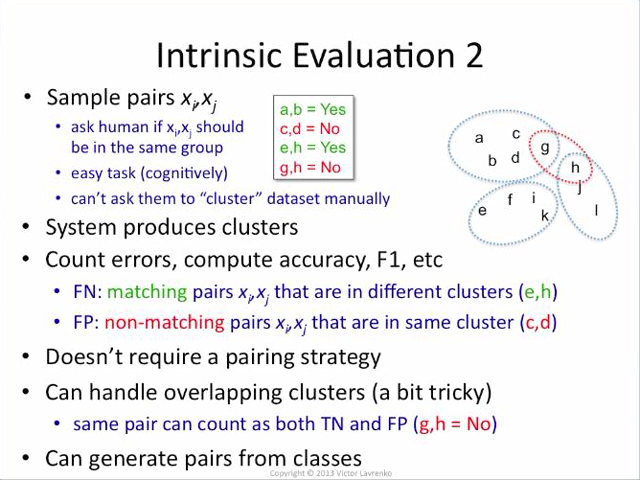 Intrinsic Evaluation 2
• Sample pairs xi,xj
• ask human if xi,xj should
be in the same group
• easy task (cognitively)
• can't ask them to "cluster" dataset manually
a,b = Yes
c,d = No
e,h = Yes
g,h = No
a
c
g
b
d
h
j
f
i
e
k
l
• System produces clusters
• Count errors, compute accuracy, F1, etc
• FN: matching pairs xi,xj that are in different clusters (e,h)
• FP: non-matching pairs xi,xj that are in same cluster (c,d)
• Doesn't require a pairing strategy
• Can handle overlapping clusters (a bit tricky)
• same pair can count as both TN and FP (g,h = No)
• Can generate pairs from classes
Copyright © 2013 Victor Lavrenko